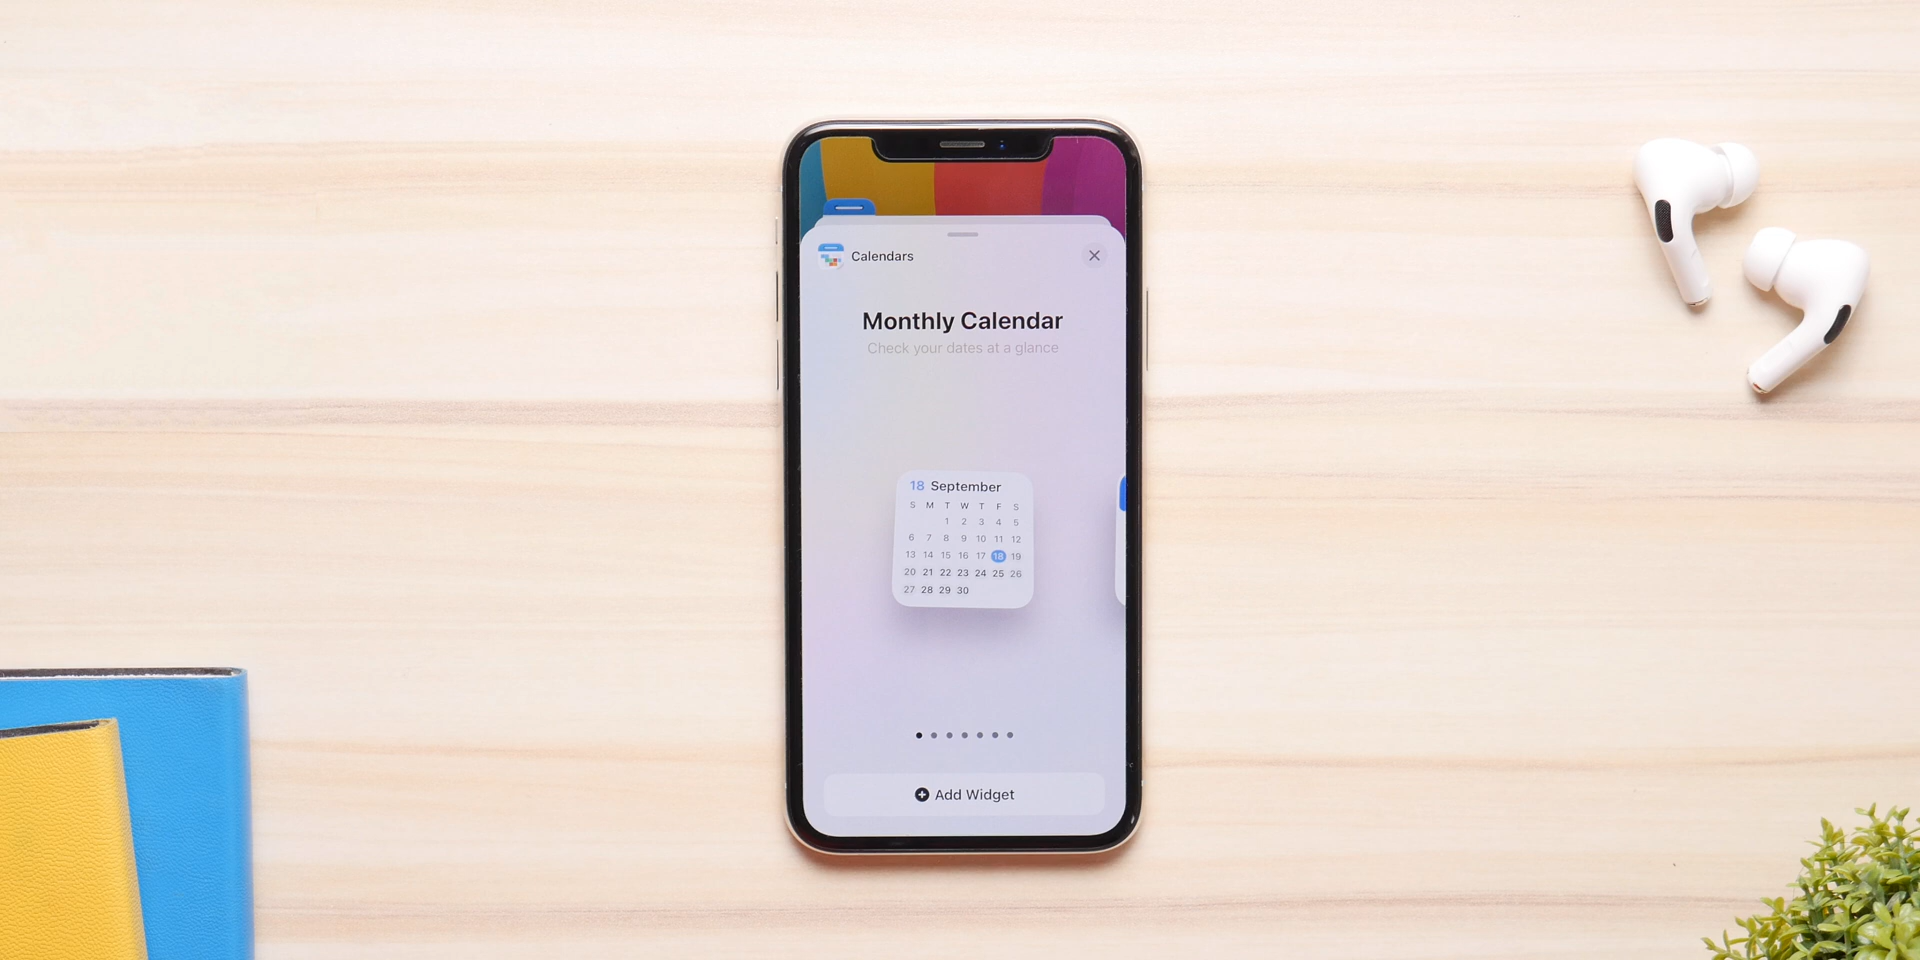 Calendars
Monthly Calendar
Check your dates at a glance
18 September
S M T W T F S
1 2 3 4 5
6 7 8 9 10 11 12
13 14 15 16 17 18 19
20 21 22 23 24 25 26
27 28 29 30
Add Widget